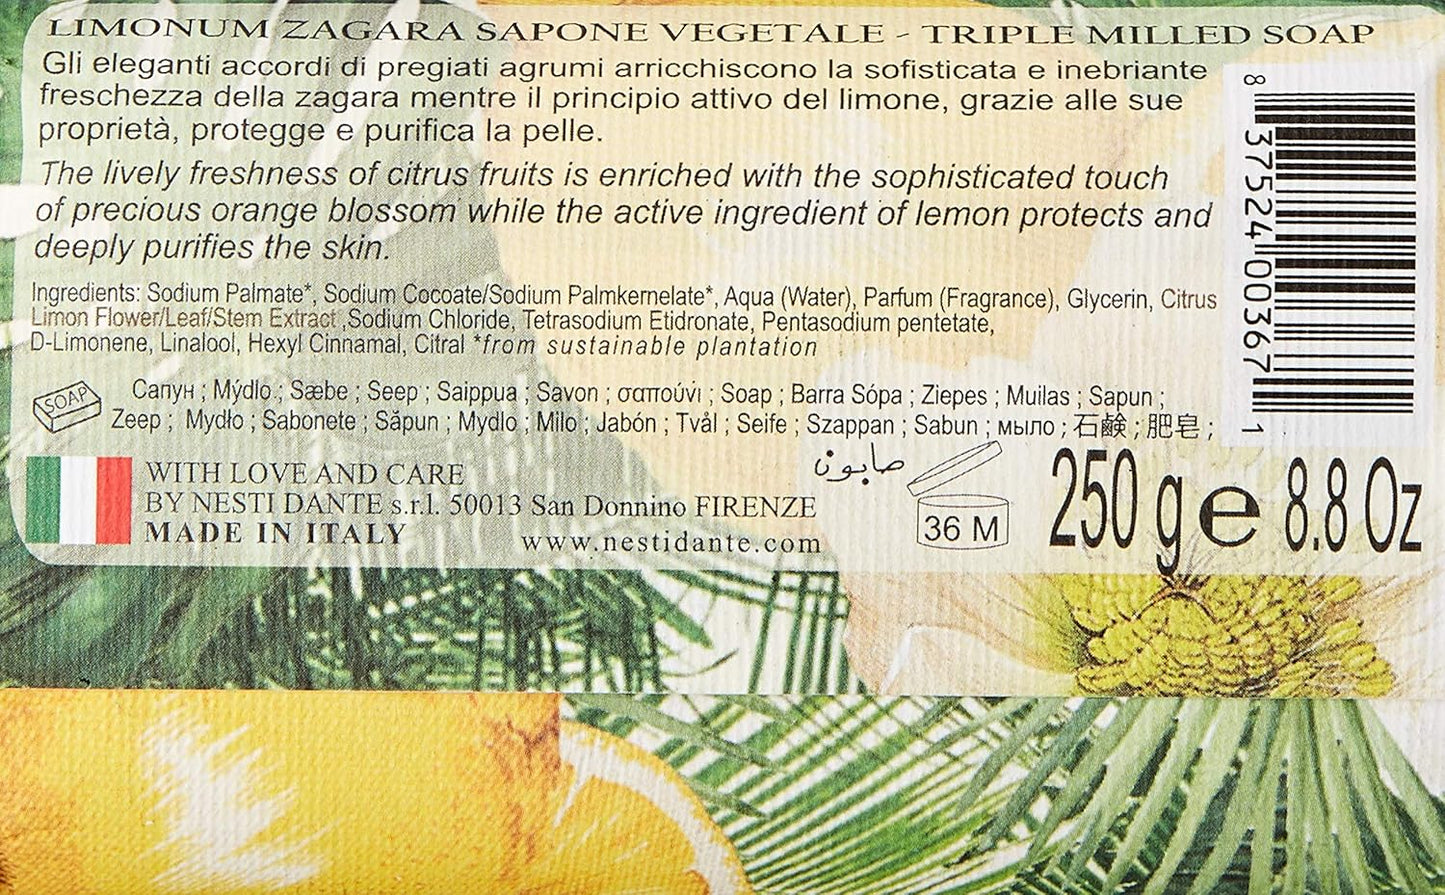 LIMONUM ZAGARA SAPONE VEGETALE - TRIPLE MILLED SOAP
Gli eleganti accordi di pregiati agrumi arricchiscono la sofisticata e inebriante
freschezza della zagara mentre il principio attivo del limone, grazie alle sue
proprietà, protegge e purifica la pelle.
The lively freshness of citrus fruits is enriched with the sophisticated touch
of precious orange blossom while the active ingredient of lemon protects and
deeply purifies the skin.
Ingredients: Sodium Palmate*, Sodium Cocoate/Sodium Palmkernelate*, Aqua (Water), Parfum (Fragrance), Glycerin, Citrus
Limon Flower/Leaf/Stem Extract ,Sodium Chloride, Tetrasodium Etidronate, Pentasodium pentetate,
D-Limonene, Linalool, Hexyl Cinnamal, Citral *from sustainable plantation
SOAP
Сапун ; Mýdlo ; Sæbe ; Seep ; Saippua ; Savon ; σαπούνι ; Soap ; Barra Sópa ; Ziepes ; Muilas ; Sapun ;
Zeep ; Mydło ; Sabonete ; Săpun ; Mydlo ; Milo ; Jabón ; Tvål ; Seife ; Szappan ; Sabun ; мыло ; 石鹸 ; 肥皂 ;
صابون
WITH LOVE AND CARE
BY NESTI DANTE s.r.l. 50013 San Donnino FIRENZE
MADE IN ITALY
www.nestidante.com
36 M
250 g e 8.8 Oz
8 37524 00367 1